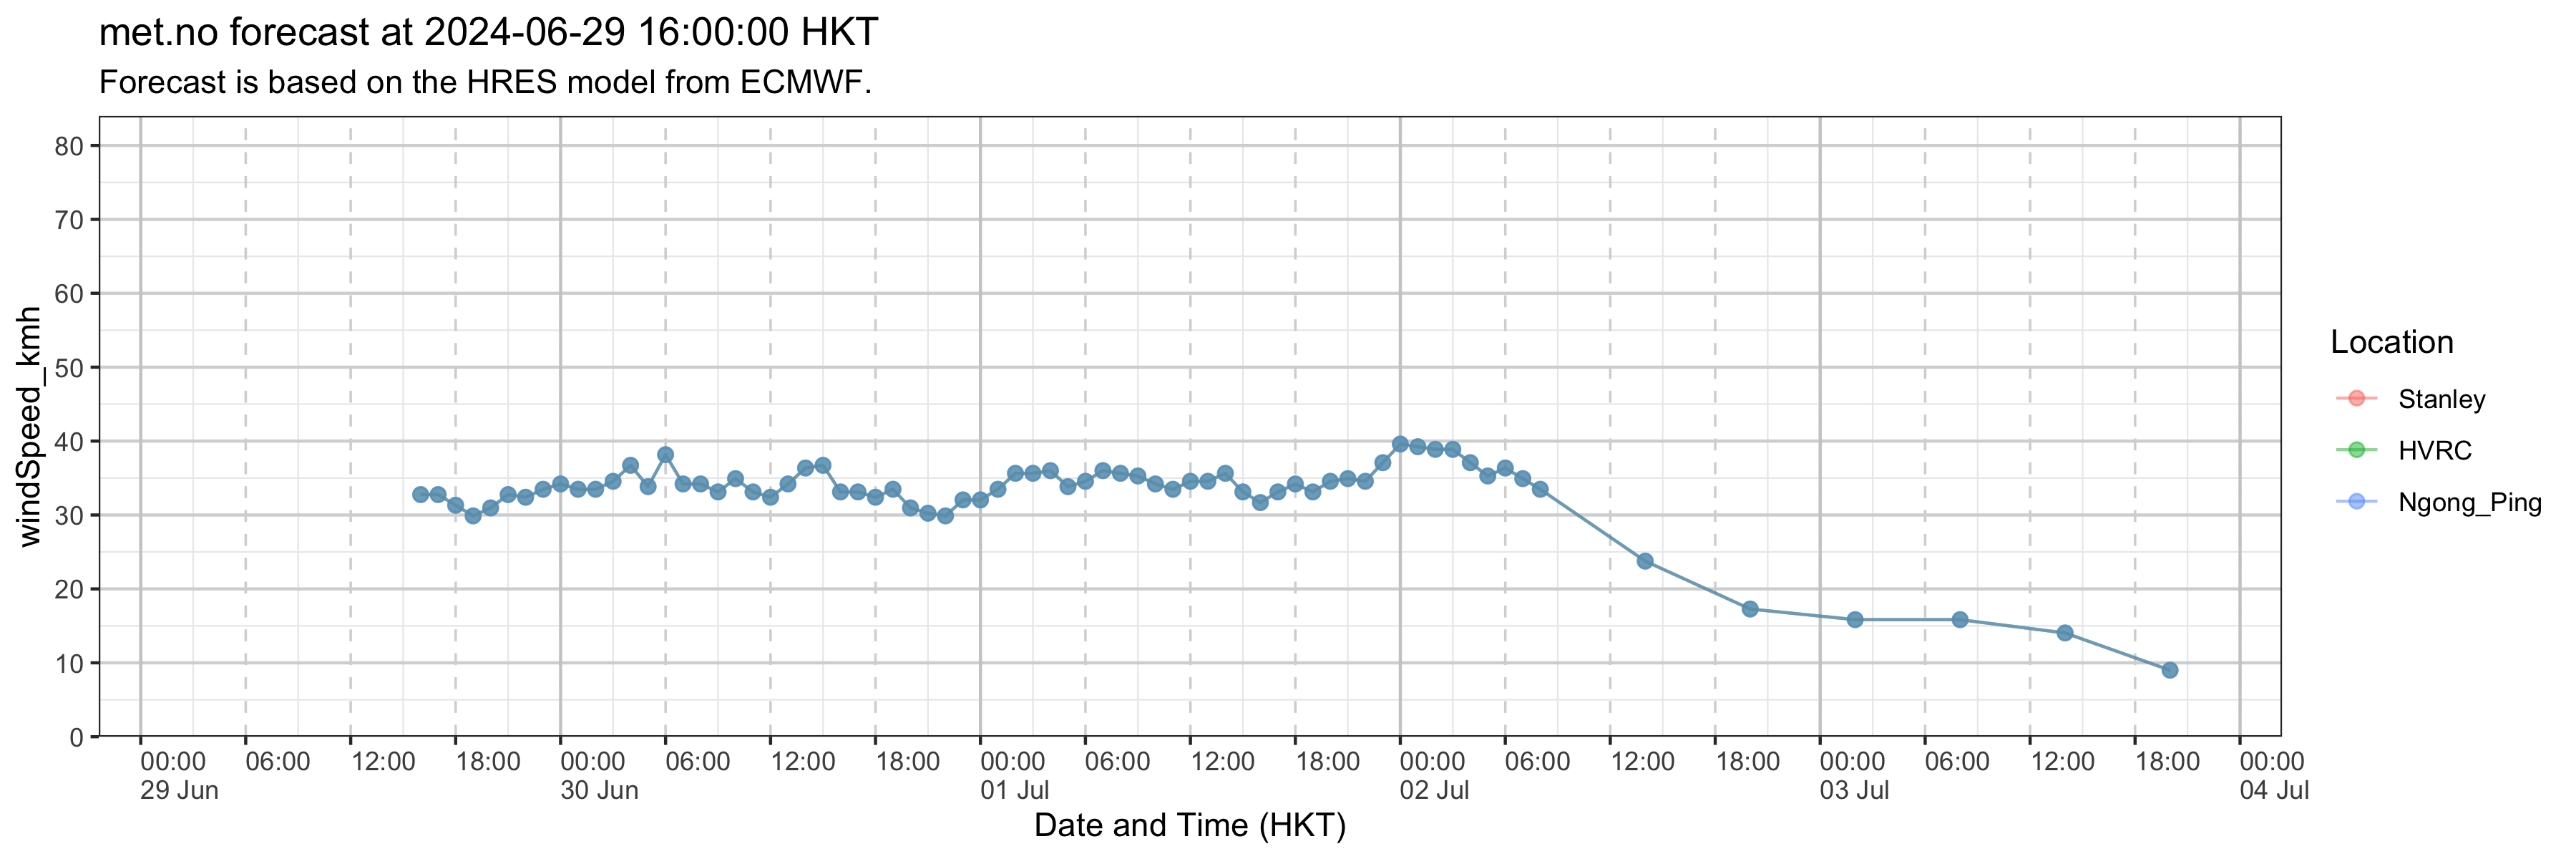 met.no forecast at 2024-06-29 16:00:00 HKT
Forecast is based on the HRES model from ECMWF.
windSpeed_kmh
80
70
60
50
40
30
20
10
0
00:00 06:00 12:00 18:00 00:00 06:00 12:00 18:00 00:00 06:00 12:00 18:00 00:00 06:00 12:00 18:00 00:00 06:00 12:00 18:00 00:00
29 Jun 30 Jun 01 Jul 02 Jul 03 Jul 04 Jul
Date and Time (HKT)
Location
Stanley
HVRC
Ngong_Ping